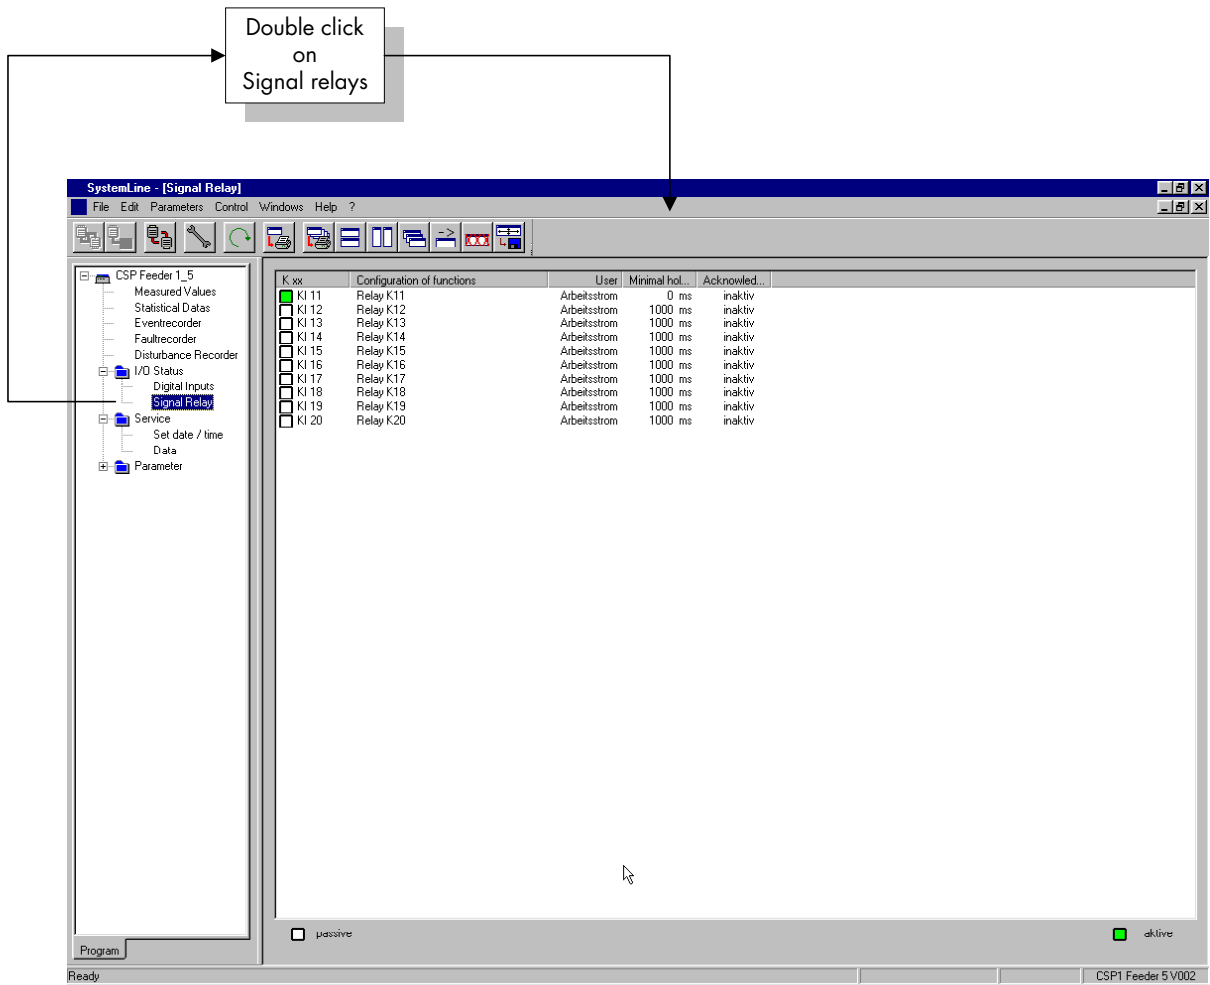 Double click
on
Signal relays
SystemLine - [Signal Relay]
File Edit Parameters Control Windows Help ?
CSP Feeder 1_5
Measured Values
Statistical Datas
Eventrecorder
Faultrecorder
Disturbance Recorder
I/O Status
Digital Inputs
Signal Relay
Service
Set date / time
Data
Parameter
Program
K xx Configuration of functions User Minimal hol... Acknowled...
KI 11 Relay K11 Arbeitsstrom 0 ms inaktiv
KI 12 Relay K12 Arbeitsstrom 1000 ms inaktiv
KI 13 Relay K13 Arbeitsstrom 1000 ms inaktiv
KI 14 Relay K14 Arbeitsstrom 1000 ms inaktiv
KI 15 Relay K15 Arbeitsstrom 1000 ms inaktiv
KI 16 Relay K16 Arbeitsstrom 1000 ms inaktiv
KI 17 Relay K17 Arbeitsstrom 1000 ms inaktiv
KI 18 Relay K18 Arbeitsstrom 1000 ms inaktiv
KI 19 Relay K19 Arbeitsstrom 1000 ms inaktiv
KI 20 Relay K20 Arbeitsstrom 1000 ms inaktiv
passive aktive
Ready CSP1 Feeder 5 V002